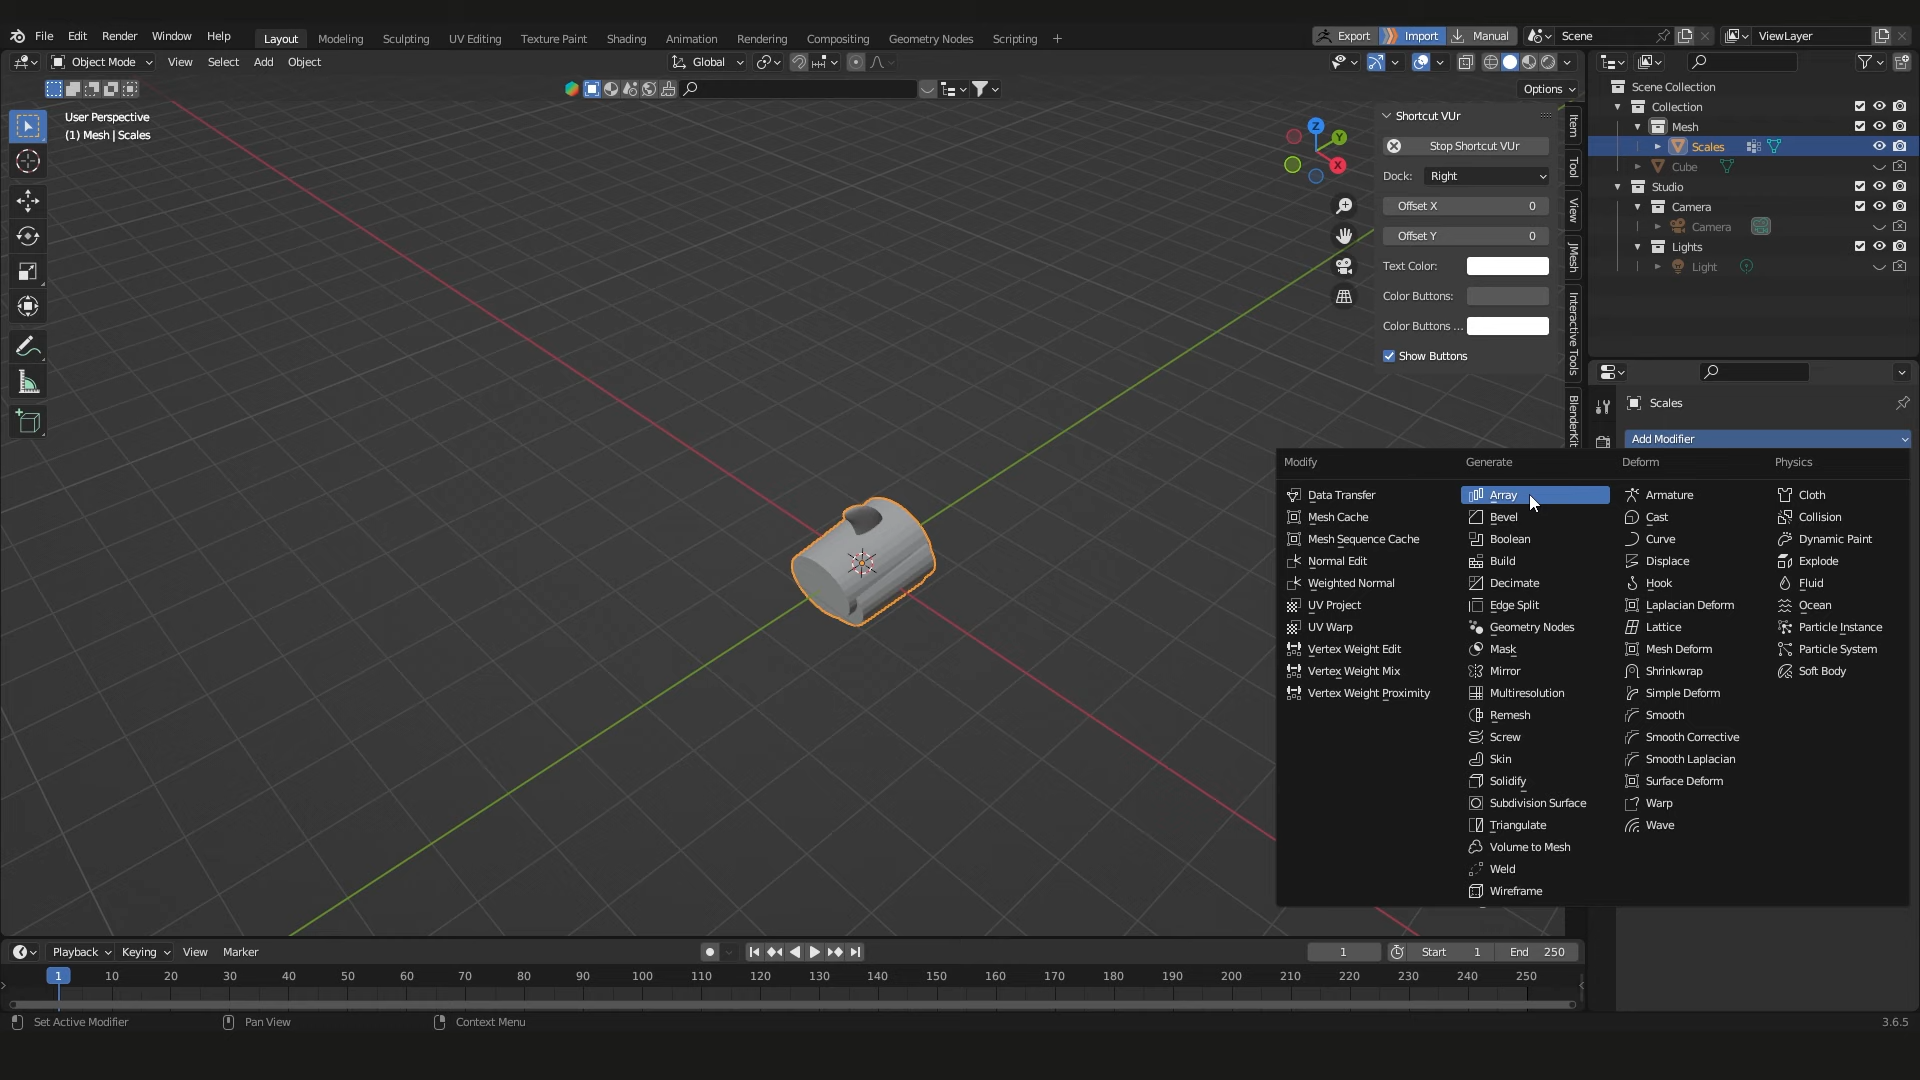 File Edit Render Window Help Layout Modeling Sculpting UV Editing Texture Paint Shading Animation Rendering Compositing Geometry Nodes Scripting + Export Import Manual Scene ViewLayer
Object Mode View Select Add Object Global
Options
User Perspective
(1) Mesh | Scales
Z
Y
X
Shortcut VUr
Stop Shortcut VUr
Dock: Right
Offset X 0
Offset Y 0
Text Color:
Color Buttons:
Color Buttons ...
Show Buttons
Item
Tool
View
JMesh
Interactive Tools
BlenderKit
Scene Collection
Collection
Mesh
Scales
Cube
Studio
Camera
Camera
Lights
Light
Scales
Add Modifier
Modify Generate Deform Physics
Data Transfer Array Armature Cloth
Mesh Cache Bevel Cast Collision
Mesh Sequence Cache Boolean Curve Dynamic Paint
Normal Edit Build Displace Explode
Weighted Normal Decimate Hook Fluid
UV Project Edge Split Laplacian Deform Ocean
UV Warp Geometry Nodes Lattice Particle Instance
Vertex Weight Edit Mask Mesh Deform Particle System
Vertex Weight Mix Mirror Shrinkwrap Soft Body
Vertex Weight Proximity Multiresolution Simple Deform
Remesh Smooth
Screw Smooth Corrective
Skin Smooth Laplacian
Solidify Surface Deform
Subdivision Surface Warp
Triangulate Wave
Volume to Mesh
Weld
Wireframe
Playback Keying View Marker 1 Start 1 End 250
1 10 20 30 40 50 60 70 80 90 100 110 120 130 140 150 160 170 180 190 200 210 220 230 240 250
Set Active Modifier Pan View Context Menu 3.6.5